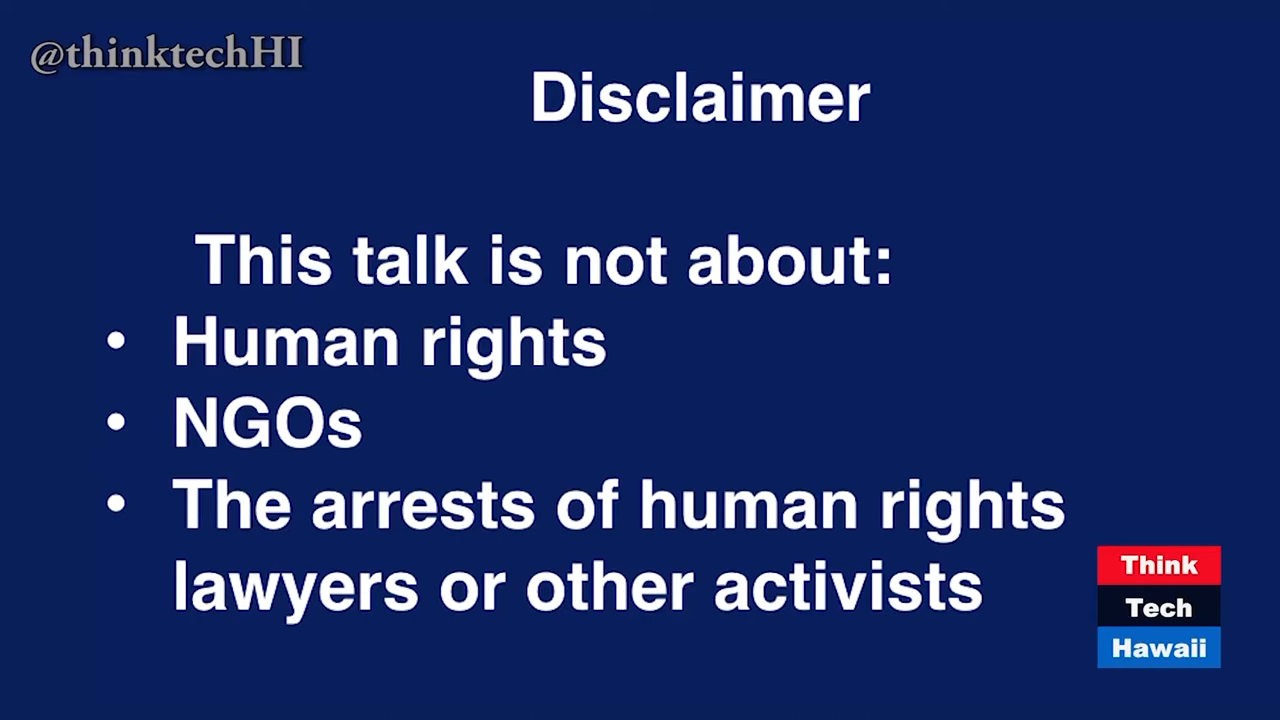 @thinktechHI
Disclaimer
This talk is not about:
• Human rights
• NGOs
• The arrests of human rights
lawyers or other activists
Think
Tech
Hawaii